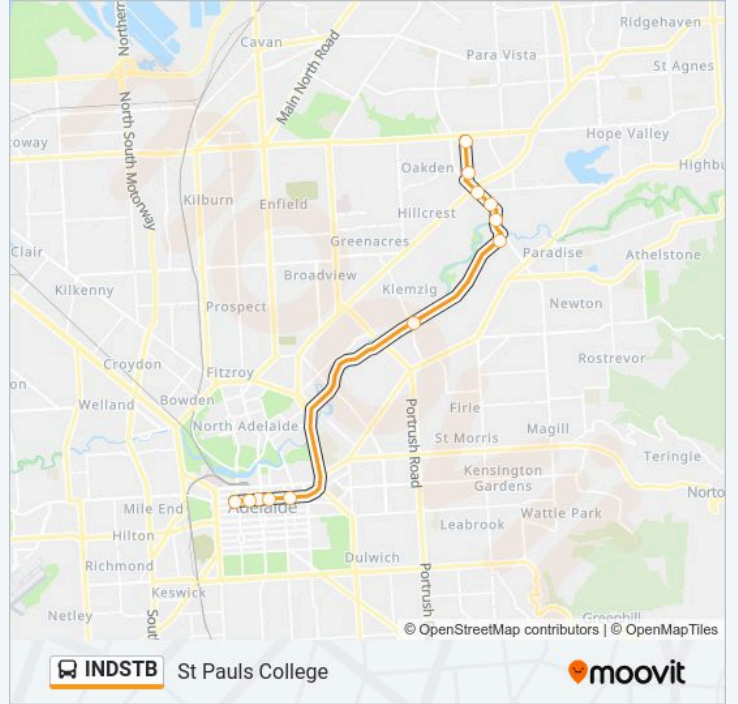 Northern
Ridgehaven
Cavan
Main North Road
Para Vista
St Agnes
North South Motorway
Hope Valley
Oakden
Highbu
Kilburn
Enfield
Hillcrest
Greenacres
Clair
Paradise
Athelstone
Broadview
Kilkenny
Klemzig
Newton
Prospect
Rostrevor
Croydon
Fitzroy
Welland
Bowden
Portrush Road
Firle
North Adelaide
St Morris
Magill
Teringie
Kensington
Gardens
Norto
Adelaide
Mile End
Wattle Park
Leabrook
Hilton
Dulwich
Richmond
Portrush
Keswick
Netley
Sout
Greenhill
© OpenStreetMap contributors | © OpenMapTiles
INDSTB St Pauls College
moovit